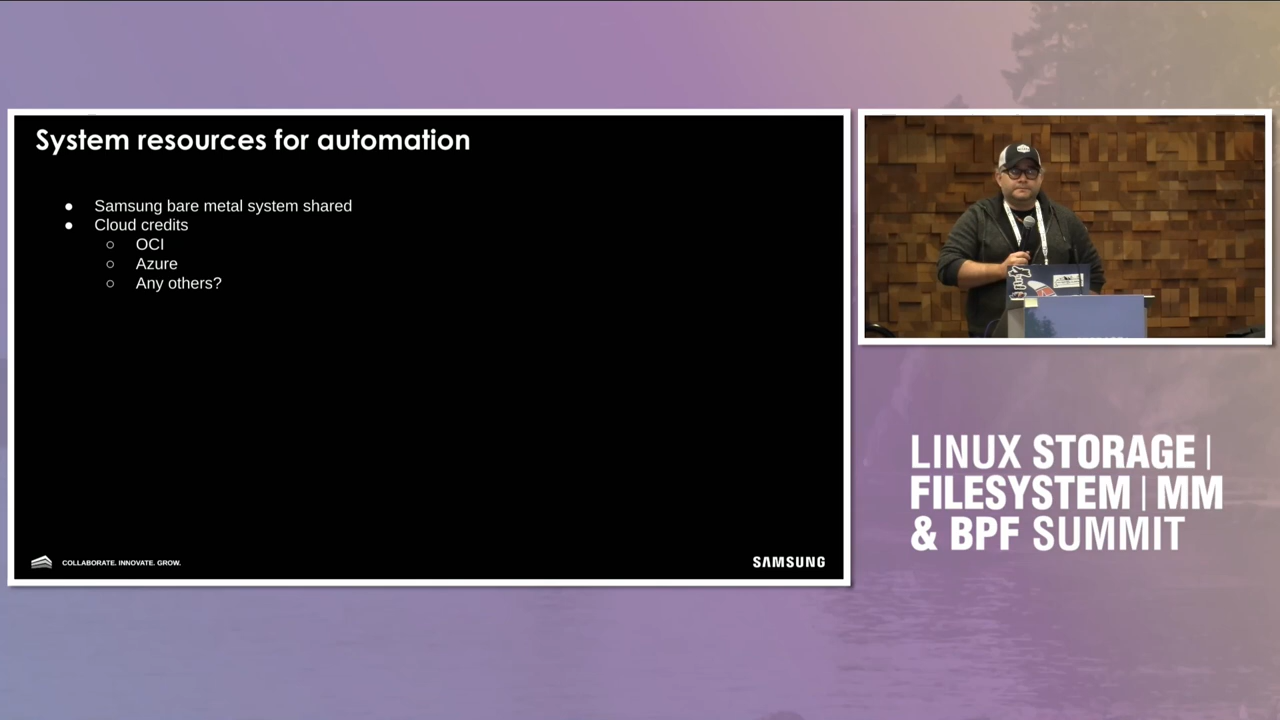 System resources for automation
● Samsung bare metal system shared
● Cloud credits
○ OCI
○ Azure
○ Any others?
COLLABORATE. INNOVATE. GROW.
SAMSUNG
LINUX STORAGE |
FILESYSTEM | MM
& BPF SUMMIT